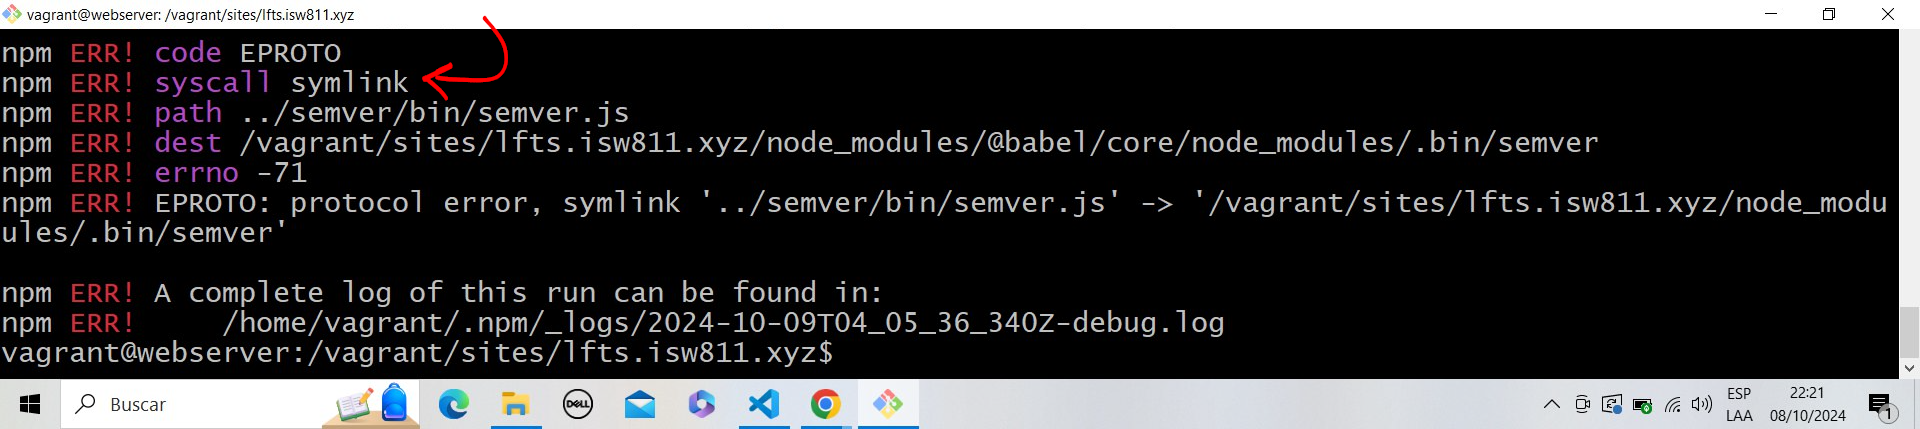 vagrant@webserver: /vagrant/sites/lfts.isw811.xyz
npm ERR! code EPROTO
npm ERR! syscall symlink
npm ERR! path ../semver/bin/semver.js
npm ERR! dest /vagrant/sites/lfts.isw811.xyz/node_modules/@babel/core/node_modules/.bin/semver
npm ERR! errno -71
npm ERR! EPROTO: protocol error, symlink '../semver/bin/semver.js' -> '/vagrant/sites/lfts.isw811.xyz/node_modu
ules/.bin/semver'
npm ERR! A complete log of this run can be found in:
npm ERR!     /home/vagrant/.npm/_logs/2024-10-09T04_05_36_340Z-debug.log
vagrant@webserver:/vagrant/sites/lfts.isw811.xyz$
Buscar
DELL
ESP
LAA
22:21
08/10/2024
1